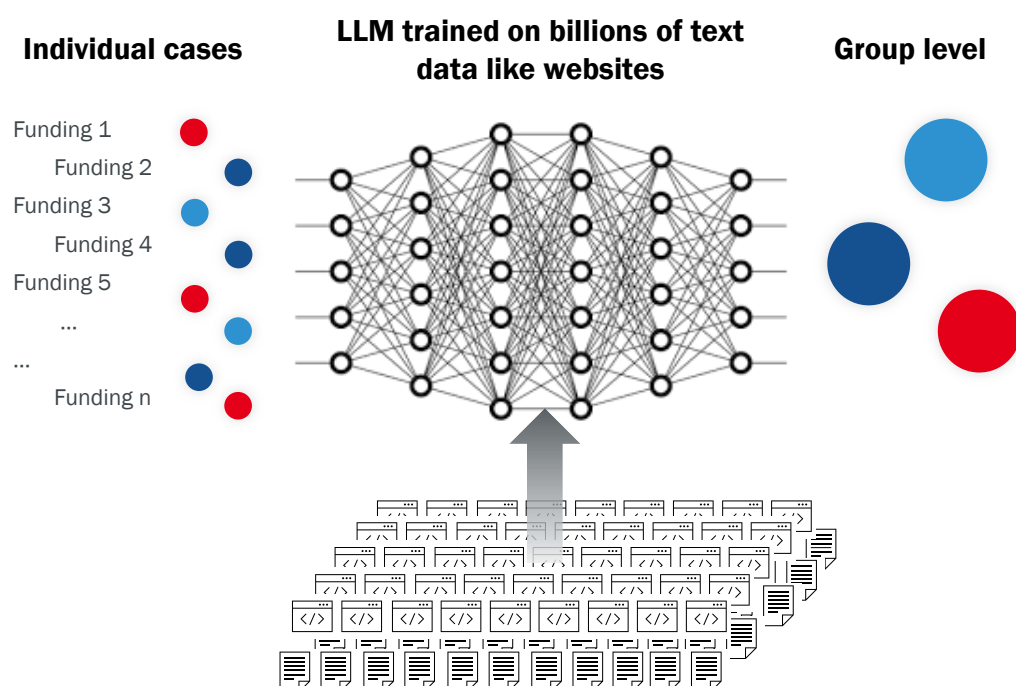 Individual cases
LLM trained on billions of text
data like websites
Group level
Funding 1
Funding 2
Funding 3
Funding 4
Funding 5
...
...
Funding n